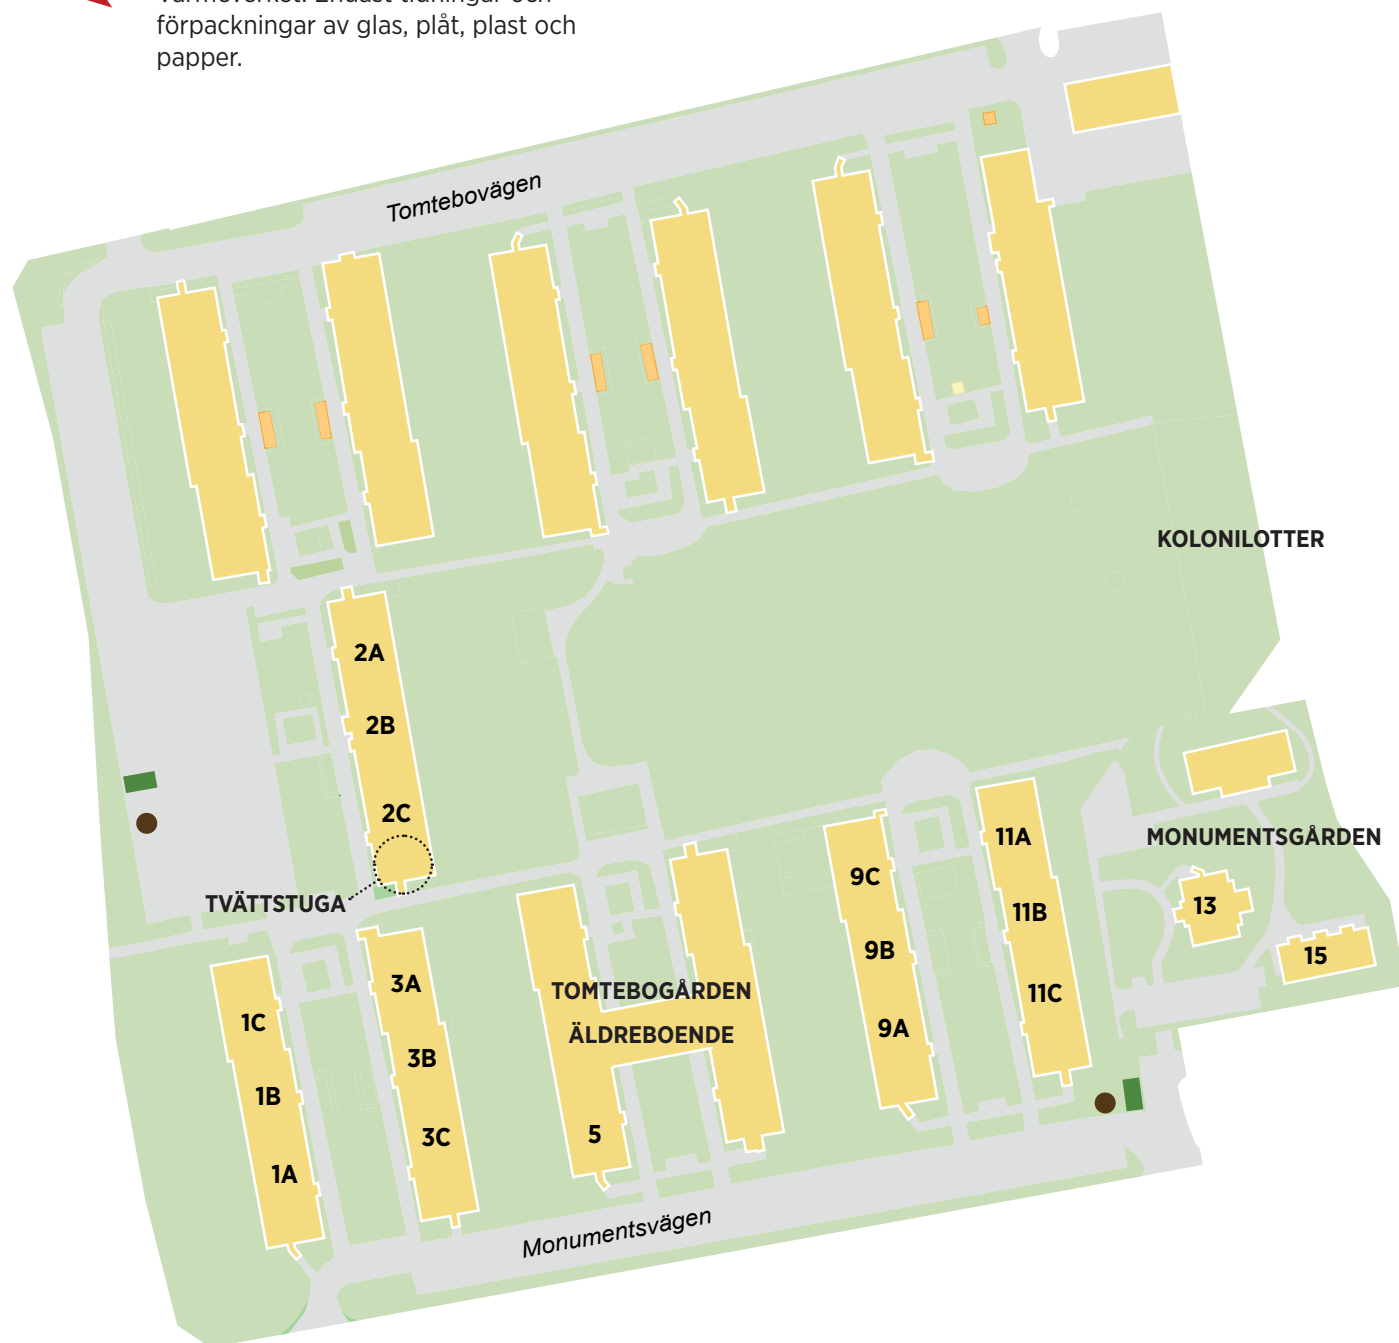 förpackningar av glas, plåt, plast och
papper.
Tomtebovägen
KOLONILOTTER
2A
2B
2C
TVÄTTSTUGA
MONUMENTSGÅRDEN
11A
11B
11C
9C
9B
9A
13
15
3A
3B
3C
1C
1B
1A
TOMTEBOGÅRDEN
ÄLDREBOENDE
5
Monumentsvägen